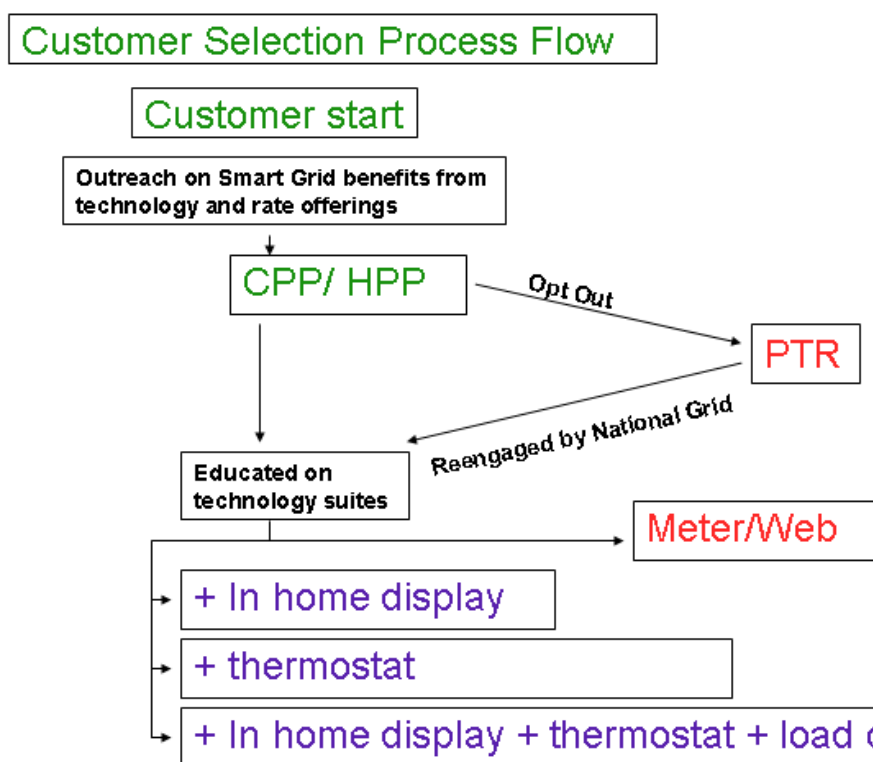 Customer Selection Process Flow
Customer start
Outreach on Smart Grid benefits from
technology and rate offerings
CPP/ HPP
Opt Out
PTR
Reengaged by National Grid
Educated on
technology suites
Meter/Web
+ In home display
+ thermostat
+ In home display + thermostat + load